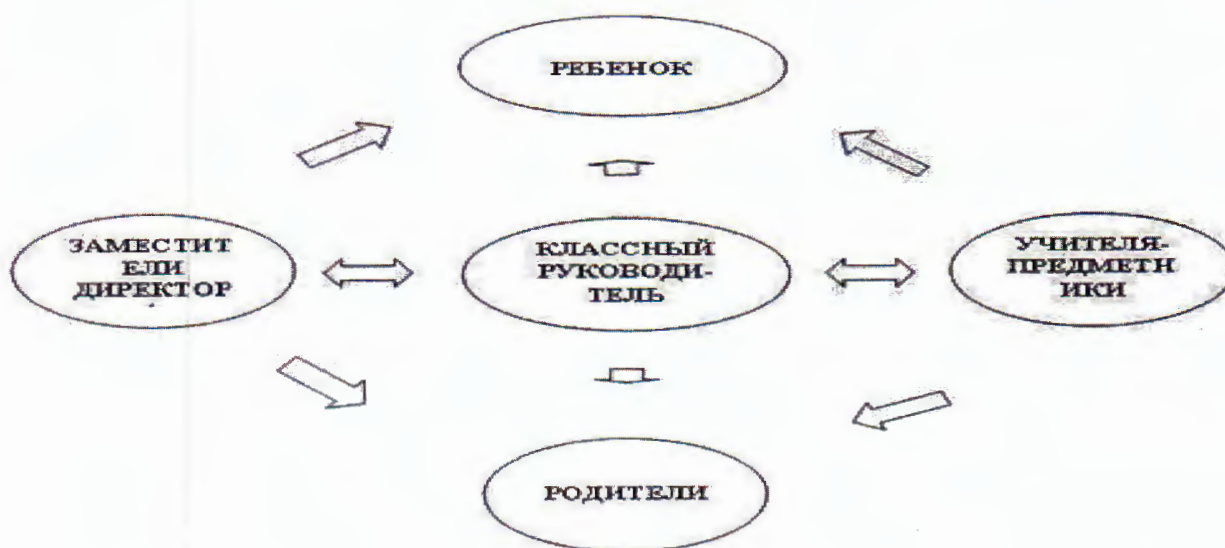 РЕБЕНОК
ЗАМЕСТИТ
ЕЛИ
ДИРЕКТОР
КЛАССНЫЙ
РУКОВОДИ-
ТЕЛЬ
УЧИТЕЛЯ-
ПРЕДМЕТН
ИКИ
РОДИТЕЛИ